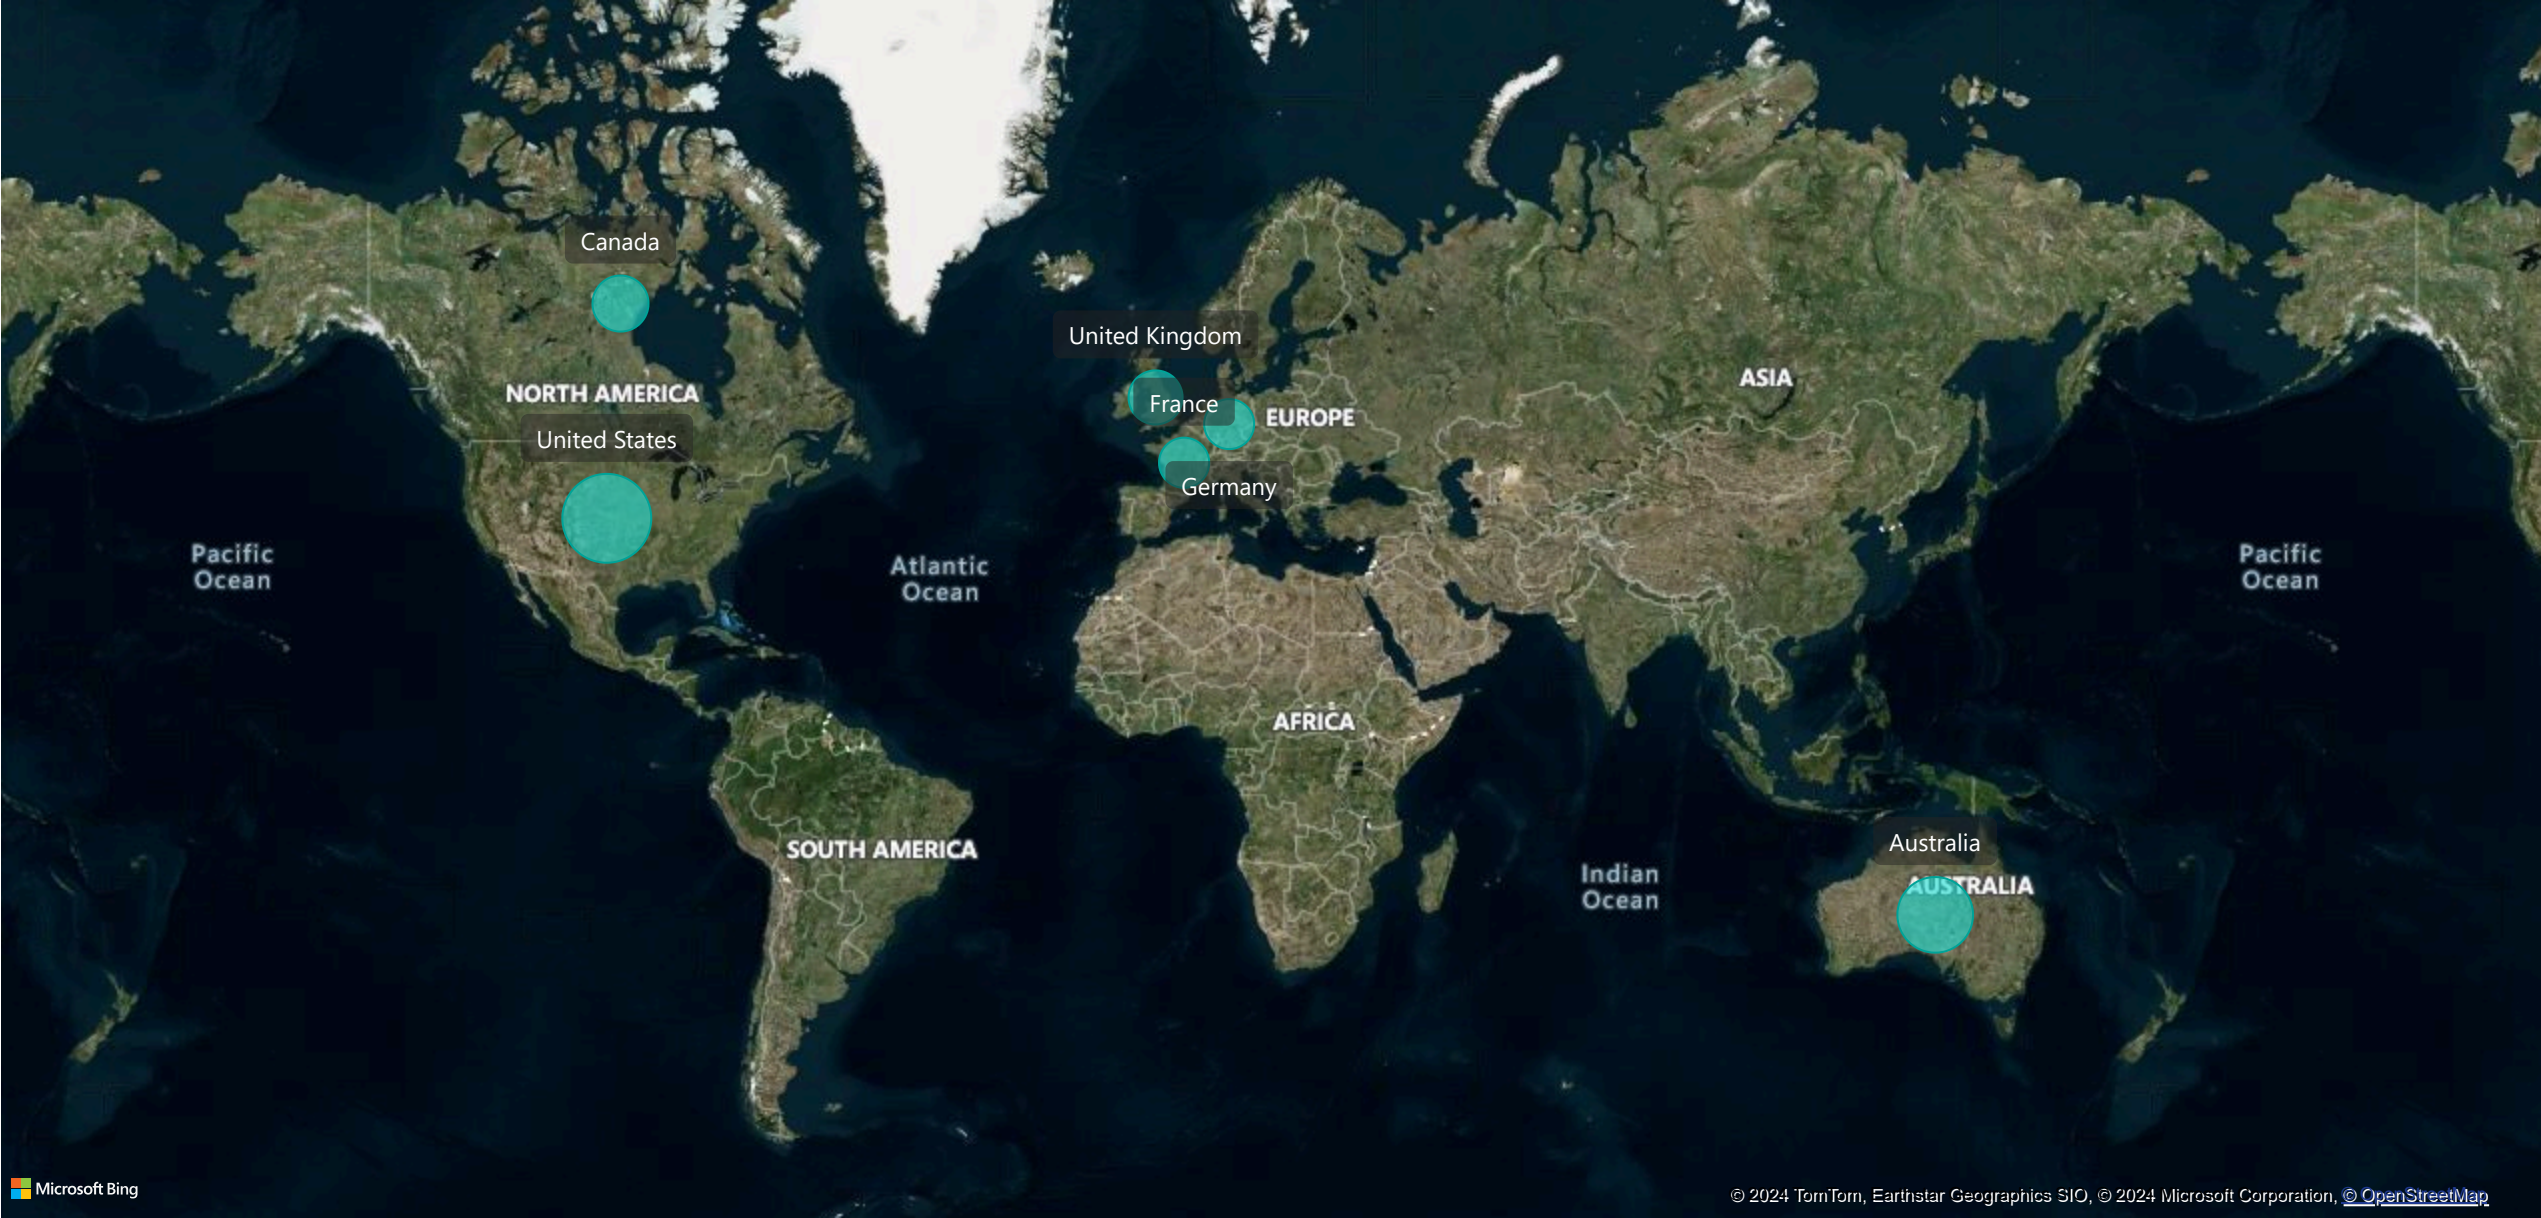 Canada
United Kingdom
ASIA
NORTH AMERICA
France
EUROPE
United States
Germany
Pacific
Ocean
Atlantic
Ocean
Pacific
Ocean
AFRICA
SOUTH AMERICA
Australia
AUSTRALIA
Indian
Ocean
Microsoft Bing
© 2024 TomTom, Earthstar Geographics SIO, © 2024 Microsoft Corporation, © OpenStreetMap